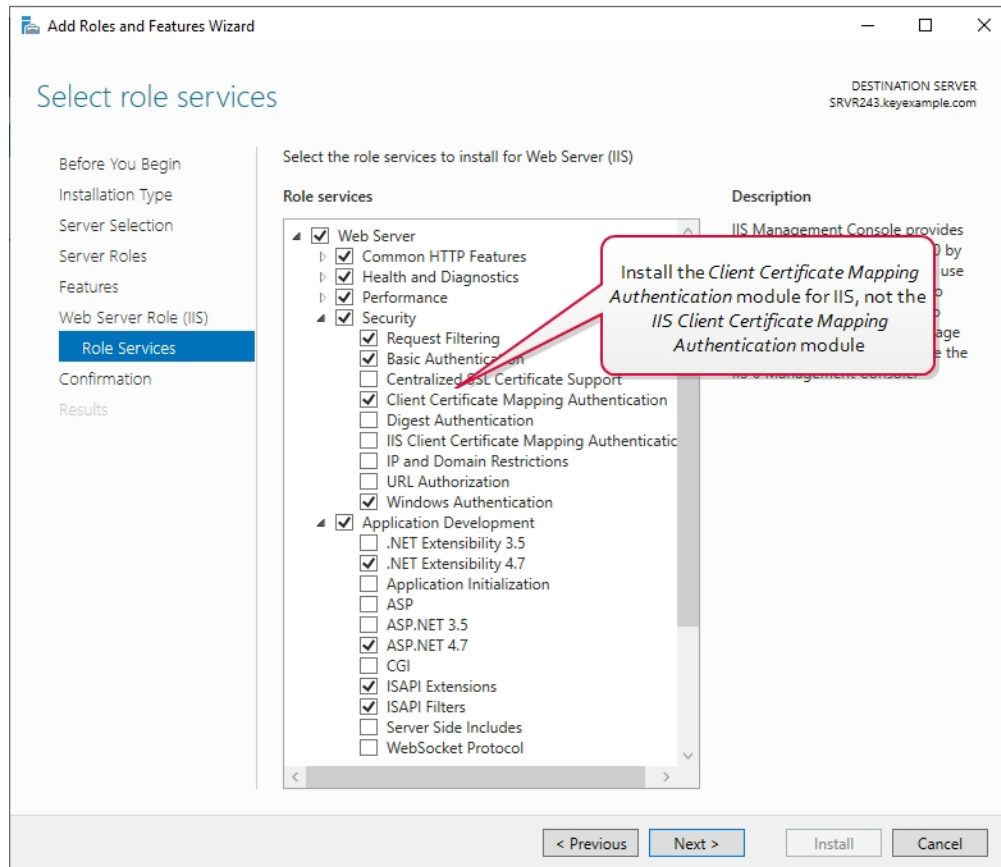 Add Roles and Features Wizard
Select role services
DESTINATION SERVER
SRVR243.keyexample.com
Before You Begin
Installation Type
Server Selection
Server Roles
Features
Web Server Role (IIS)
Role Services
Confirmation
Results
Select the role services to install for Web Server (IIS)
Role services
Web Server
Common HTTP Features
Health and Diagnostics
Performance
Security
Request Filtering
Basic Authentication
Centralized SSL Certificate Support
Client Certificate Mapping Authentication
Digest Authentication
IIS Client Certificate Mapping Authenticatic
IP and Domain Restrictions
URL Authorization
Windows Authentication
Application Development
.NET Extensibility 3.5
.NET Extensibility 4.7
Application Initialization
ASP
ASP.NET 3.5
ASP.NET 4.7
CGI
ISAPI Extensions
ISAPI Filters
Server Side Includes
WebSocket Protocol
Description
IIS Management Console provides
by
use
age
the
Install the Client Certificate Mapping
Authentication module for IIS, not the
IIS Client Certificate Mapping
Authentication module
< Previous
Next >
Install
Cancel